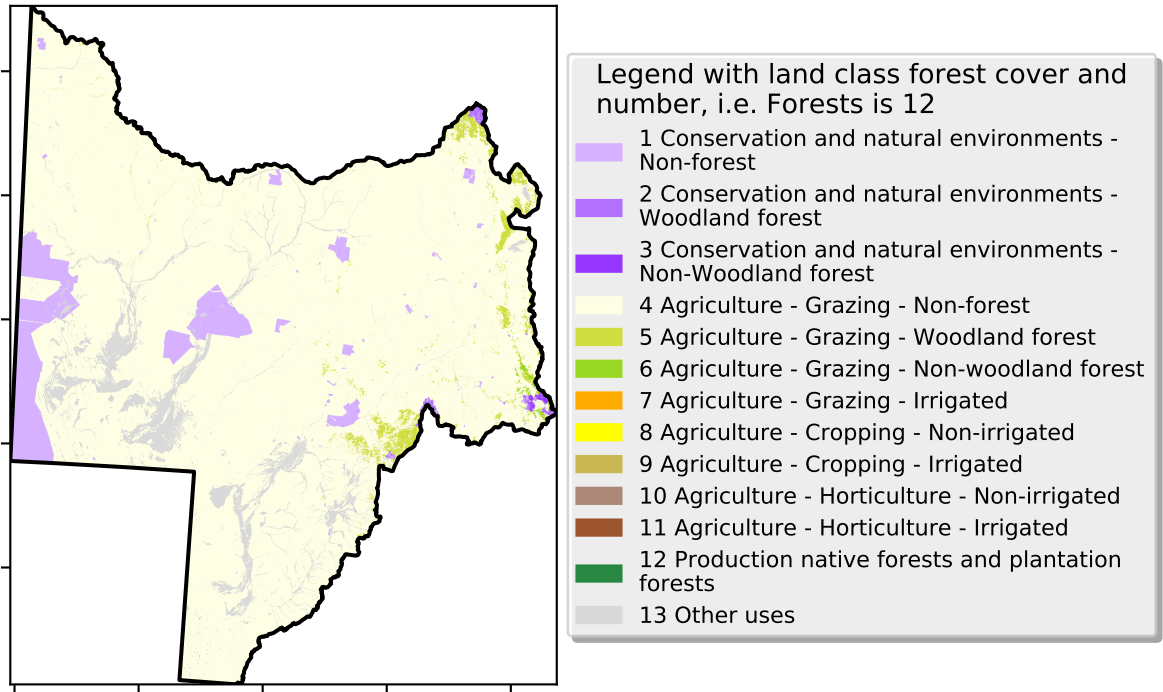 Legend with land class forest cover and
number, i.e. Forests is 12
1 Conservation and natural environments -
Non-forest
2 Conservation and natural environments -
Woodland forest
3 Conservation and natural environments -
Non-Woodland forest
4 Agriculture - Grazing - Non-forest
5 Agriculture - Grazing - Woodland forest
6 Agriculture - Grazing - Non-woodland forest
7 Agriculture - Grazing - Irrigated
8 Agriculture - Cropping - Non-irrigated
9 Agriculture - Cropping - Irrigated
10 Agriculture - Horticulture - Non-irrigated
11 Agriculture - Horticulture - Irrigated
12 Production native forests and plantation
forests
13 Other uses